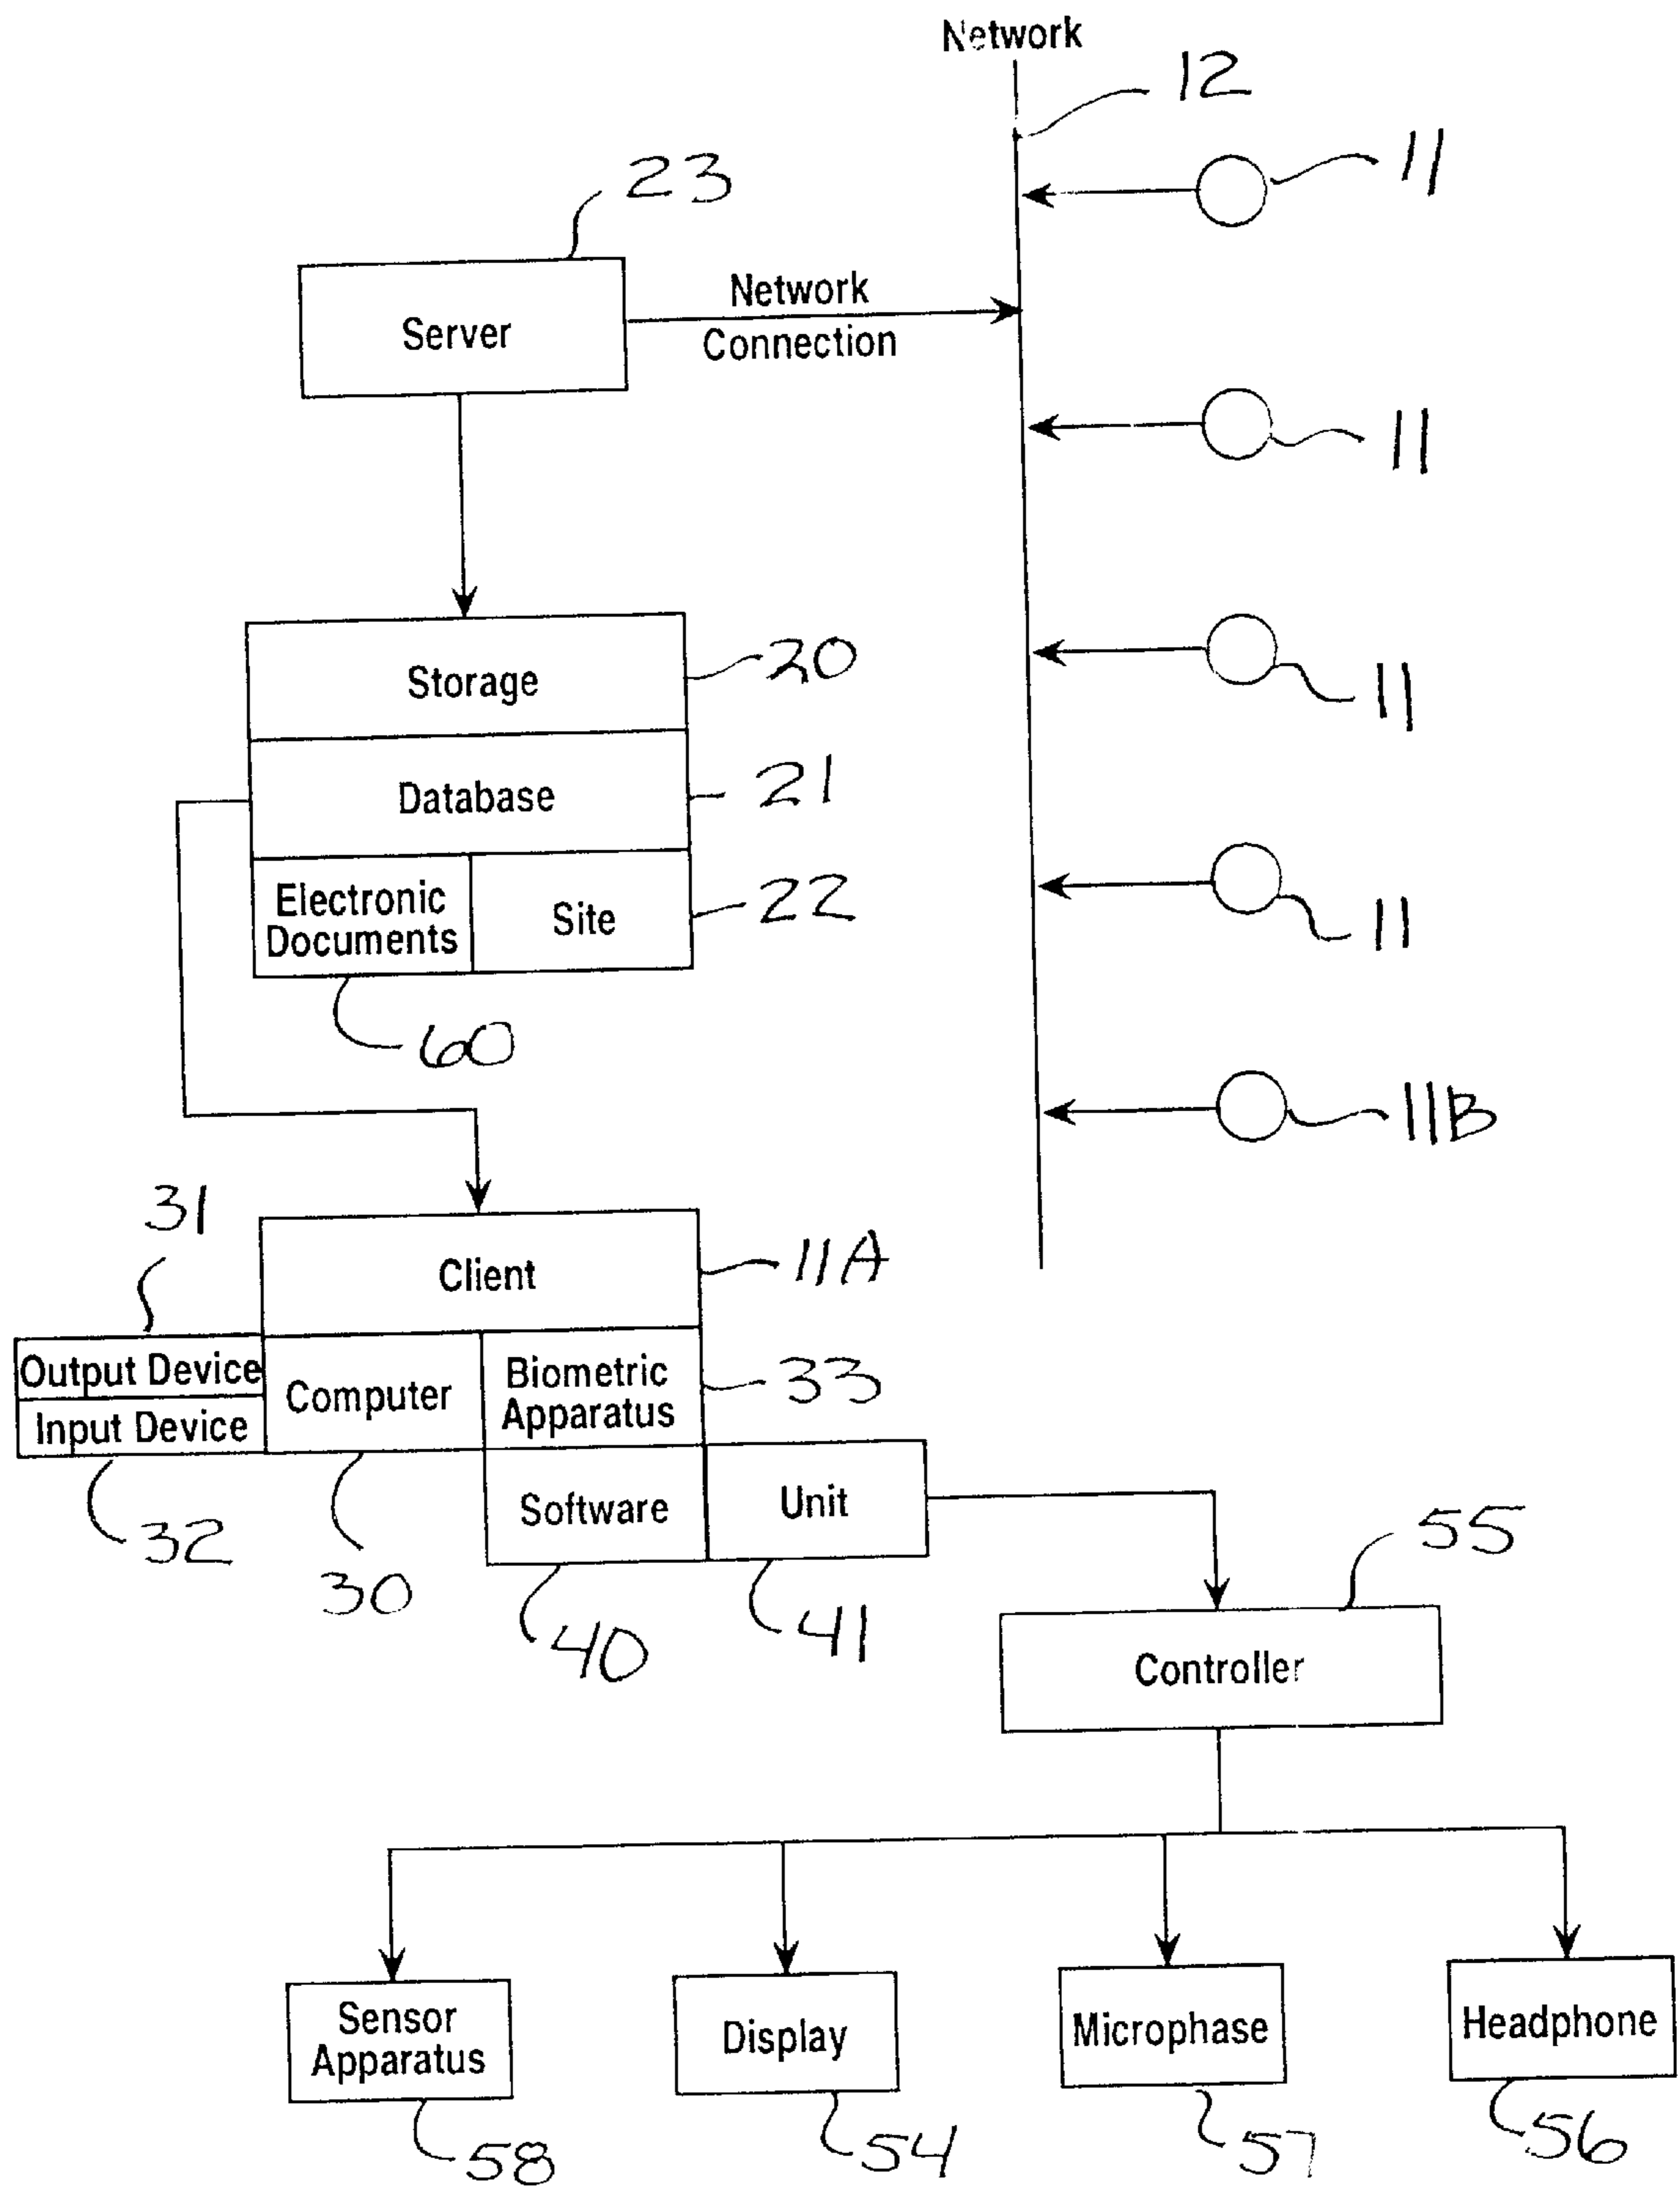 Network
12
11
23
Server
Network
Connection
11
Storage
20
11
Database
21
Electronic
Documents
Site
22
11
60
11B
31
Client
11A
Output Device
Input Device
Computer
Biometric
Apparatus
33
Software
Unit
32
30
40
41
55
Controller
Sensor
Apparatus
Display
Microphase
Headphone
58
54
57
56